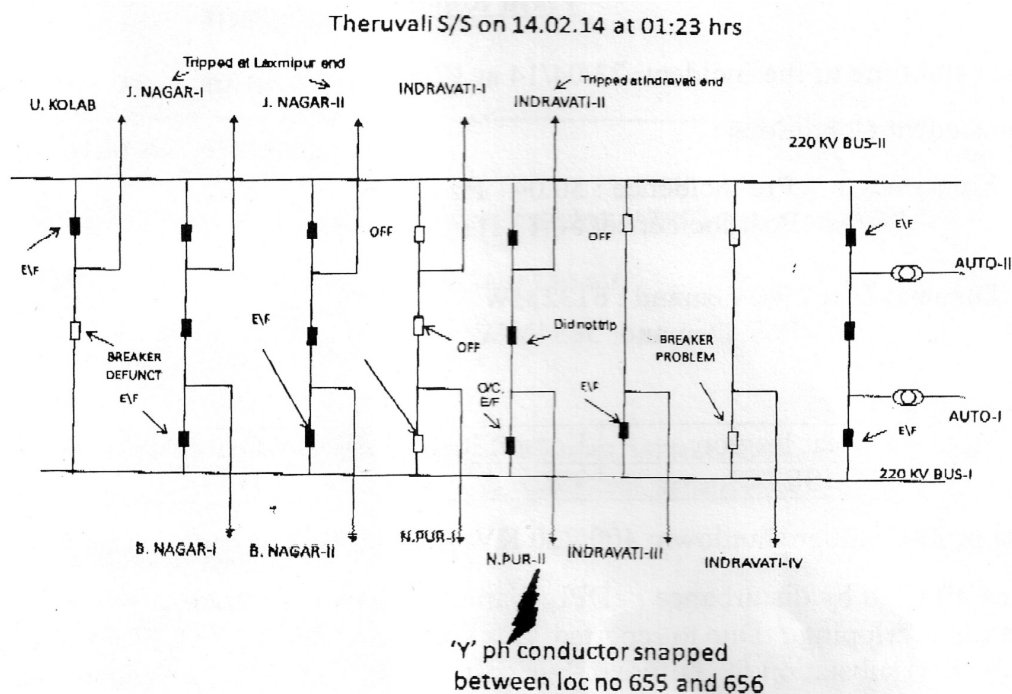 Theruvali S/S on 14.02.14 at 01:23 hrs
Tripped at Laxmipur end
Tripped at Indravati end
U. KOLAB
J. NAGAR-I
J. NAGAR-II
INDRAVATI-I
INDRAVATI-II
220 KV BUS-II
E\F
OFF
OFF
E\F
AUTO-II
BREAKER
DEFUNCT
E\F
OFF
Did not trip
BREAKER
PROBLEM
E\F
O/C,
E/F
E\F
E\F
AUTO-I
220 KV BUS-I
B. NAGAR-I
B. NAGAR-II
N.PUR-I
N.PUR-II
INDRAVATI-III
INDRAVATI-IV
'Y' ph conductor snapped
between loc no 655 and 656